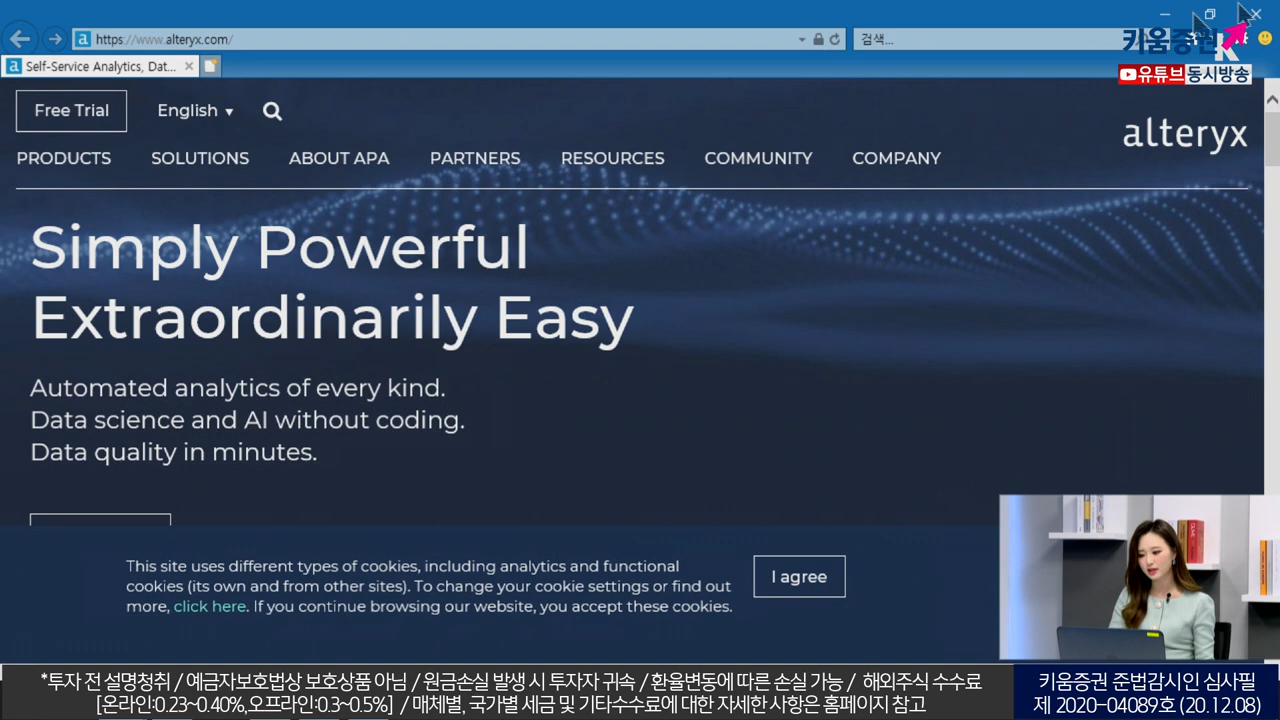 https://www.alteryx.com/
검색...
키움증권
Self-Service Analytics, Dat...
유튜브 동시방송
Free Trial
English
alteryx
PRODUCTS
SOLUTIONS
ABOUT APA
PARTNERS
RESOURCES
COMMUNITY
COMPANY
Simply Powerful
Extraordinarily Easy
Automated analytics of every kind.
Data science and AI without coding.
Data quality in minutes.
This site uses different types of cookies, including analytics and functional
cookies (its own and from other sites). To change your cookie settings or find out
more, click here. If you continue browsing our website, you accept these cookies.
I agree
*투자 전 설명청취 / 예금자보호법상 보호상품 아님 / 원금손실 발생 시 투자자 귀속 / 환율변동에 따른 손실 가능 / 해외주식 수수료
[온라인:0.23~0.40%,오프라인:0.3~0.5%] / 매체별, 국가별 세금 및 기타수수료에 대한 자세한 사항은 홈페이지 참고
키움증권 준법감시인 심사필
제 2020-04089호 (20.12.08)